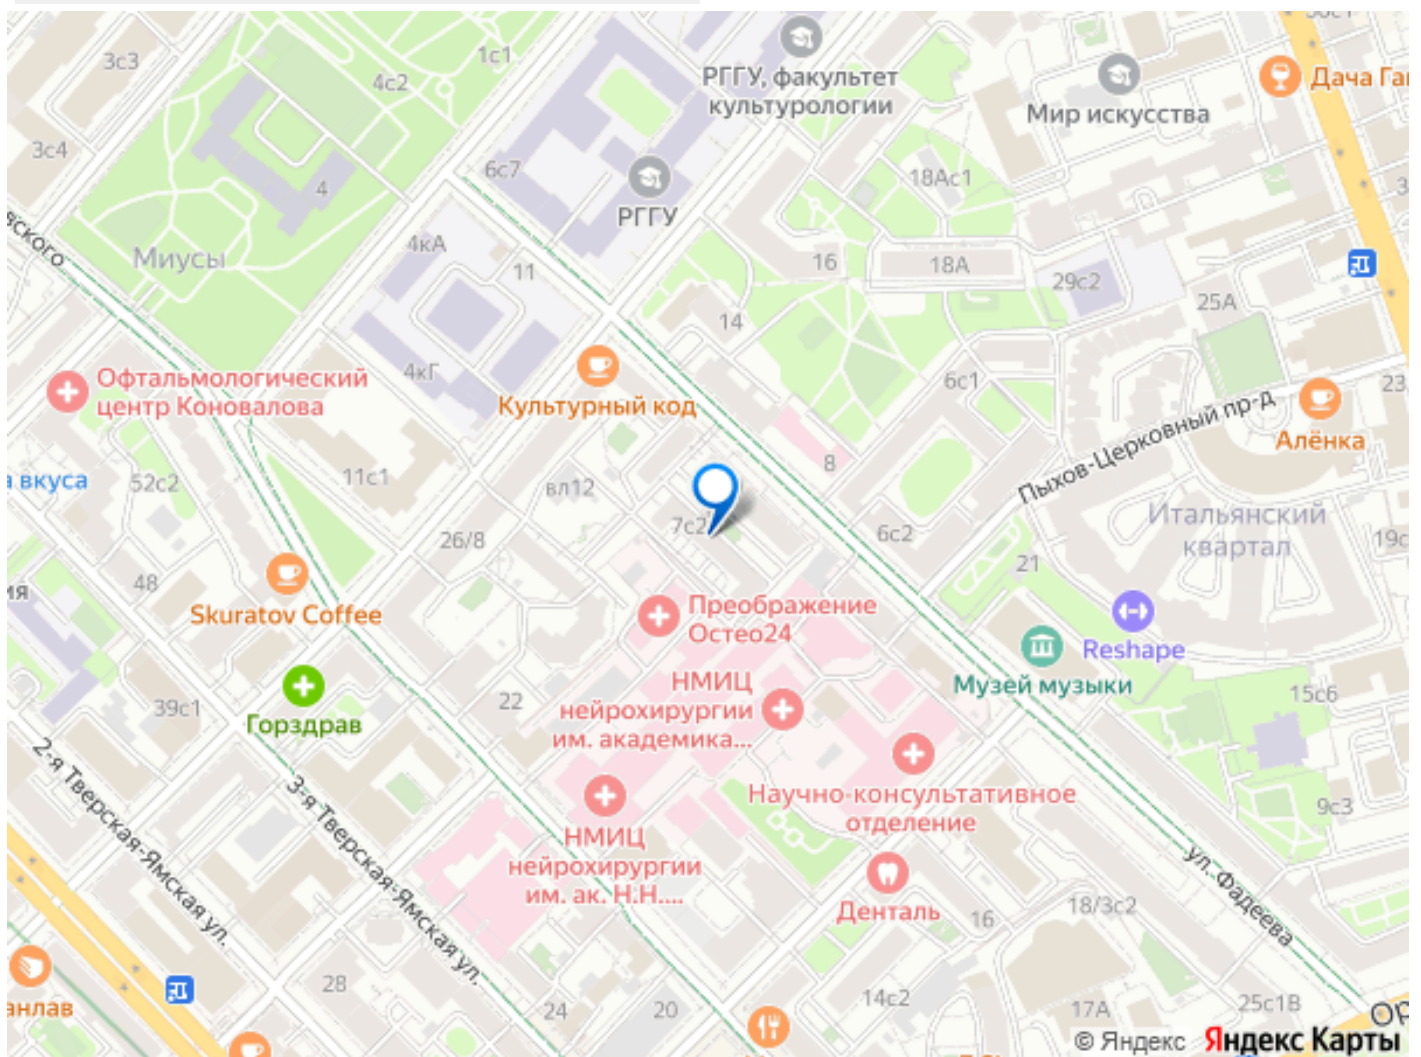 3с3
4с2
1с1
РГГУ, факультет
культурологии
Мир искусства
Дача Га
3с4
4
6с7
РГГУ
18Ас1
вского
Миусы
4кА
11
16
18А
29с2
25А
14
4кГ
6с1
Офтальмологический
центр Коновалова
Культурный код
Пыхов-Церковный пр-д
23
Алёнка
вкуса
52с2
11с1
вл12
8
7с2
26/8
6с2
Итальянский
квартал
19с
21
48
ия
Skuratov Coffee
Преображение
Остео24
Reshape
Музей музыки
НМИЦ
нейрохирургии
им. академика...
39с1
Горздрав
22
15с6
2-я Тверская-Ямская ул.
3-я Тверская-Ямская ул.
Научно-консультативное
отделение
9с3
НМИЦ
нейрохирургии
им. ак. Н.Н....
ул. Фадеева
Денталь
16
18/3с2
28
анлав
24
20
14с2
17А
25с1В
ОР
© Яндекс Яндекс Карты